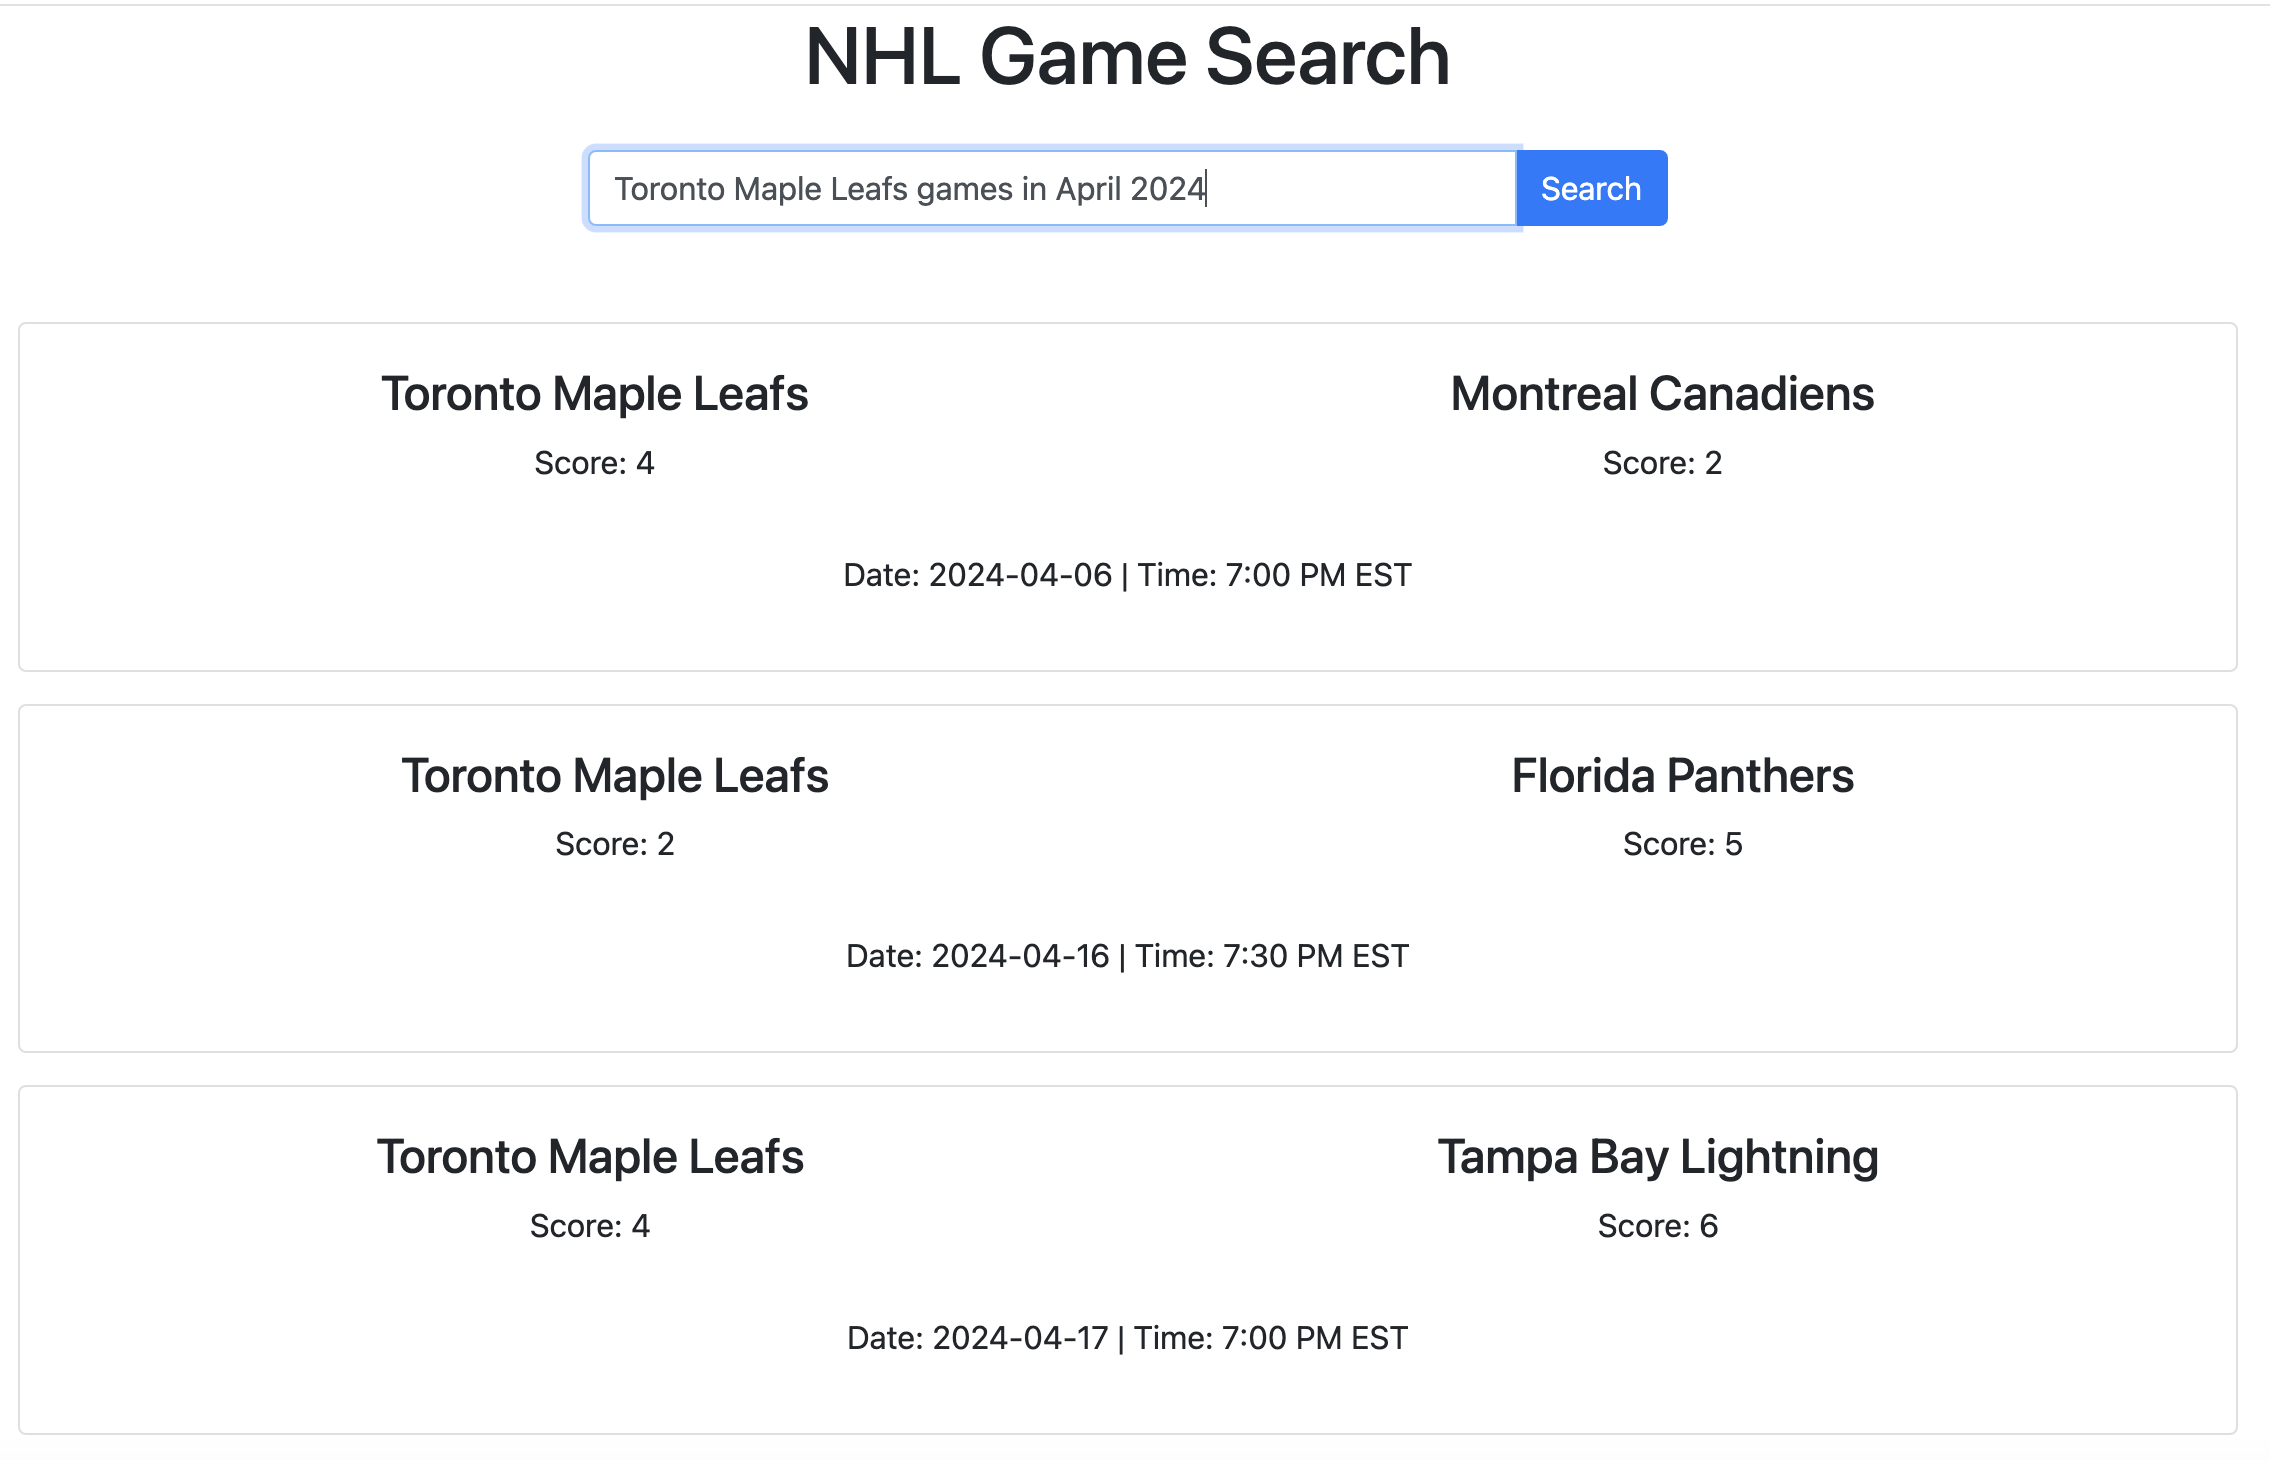 NHL Game Search
Toronto Maple Leafs games in April 2024
Search
Toronto Maple Leafs
Montreal Canadiens
Score: 4
Score: 2
Date: 2024-04-06 | Time: 7:00 PM EST
Toronto Maple Leafs
Florida Panthers
Score: 2
Score: 5
Date: 2024-04-16 | Time: 7:30 PM EST
Toronto Maple Leafs
Tampa Bay Lightning
Score: 4
Score: 6
Date: 2024-04-17 | Time: 7:00 PM EST